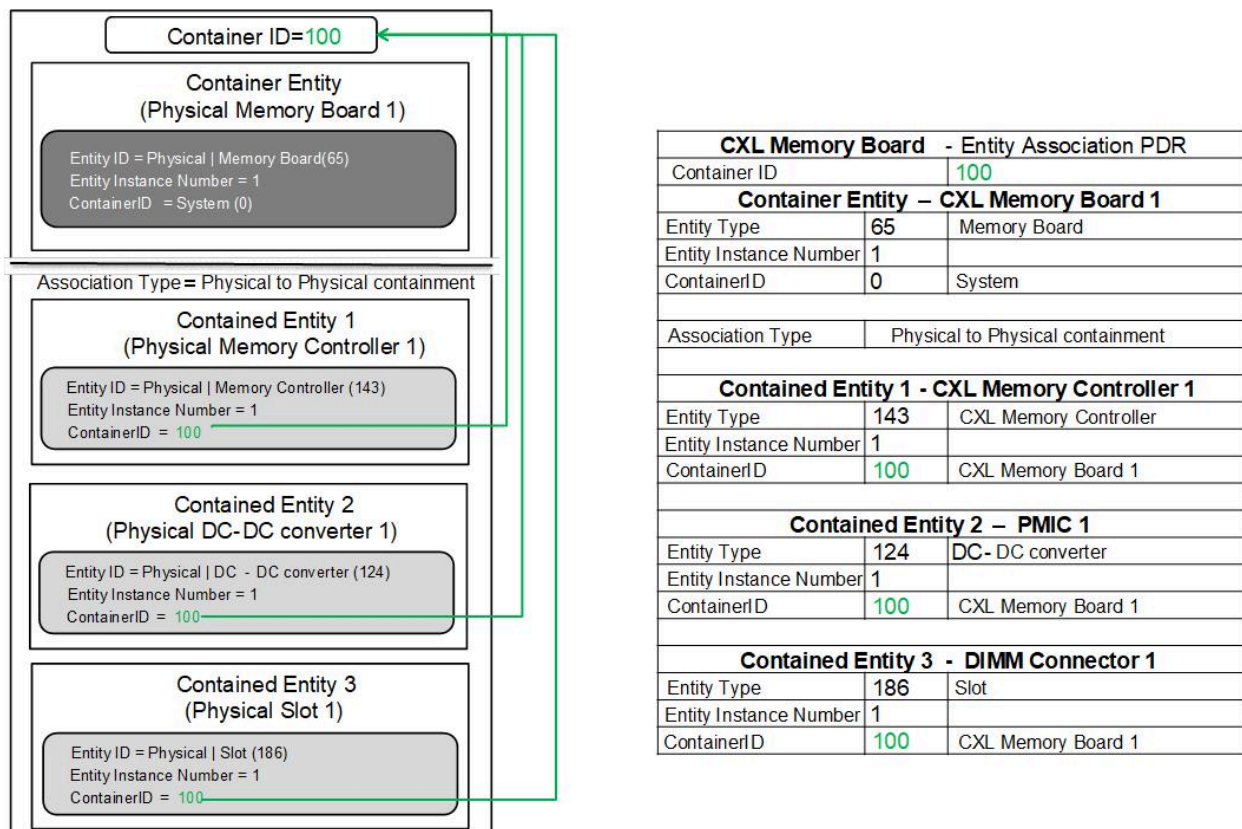 Container ID=100
Container Entity
(Physical Memory Board 1)
Entity ID = Physical | Memory Board(65)
Entity Instance Number = 1
ContainerID = System (0)
Association Type = Physical to Physical containment
Contained Entity 1
(Physical Memory Controller 1)
Entity ID = Physical | Memory Controller (143)
Entity Instance Number = 1
ContainerID = 100
Contained Entity 2
(Physical DC-DC converter 1)
Entity ID = Physical | DC - DC converter (124)
Entity Instance Number = 1
ContainerID = 100
Contained Entity 3
(Physical Slot 1)
Entity ID = Physical | Slot (186)
Entity Instance Number = 1
ContainerID = 100
CXL Memory Board - Entity Association PDR
Container ID 100
Container Entity – CXL Memory Board 1
Entity Type 65 Memory Board
Entity Instance Number 1
ContainerID 0 System
Association Type Physical to Physical containment
Contained Entity 1 - CXL Memory Controller 1
Entity Type 143 CXL Memory Controller
Entity Instance Number 1
ContainerID 100 CXL Memory Board 1
Contained Entity 2 – PMIC 1
Entity Type 124 DC- DC converter
Entity Instance Number 1
ContainerID 100 CXL Memory Board 1
Contained Entity 3 - DIMM Connector 1
Entity Type 186 Slot
Entity Instance Number 1
ContainerID 100 CXL Memory Board 1